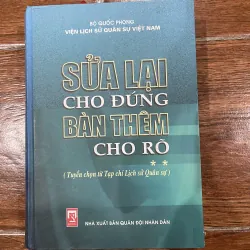 BỘ QUỐC PHÒNG
VIỆN LỊCH SỬ QUÂN SỰ VIỆT NAM
SỬA LẠI
CHO ĐÚNG
BÀN THÊM
CHO RÕ
**
(Tuyển chọn từ Tạp chí Lịch sử Quân sự)
NHÀ XUẤT BẢN QUÂN ĐỘI NHÂN DÂN